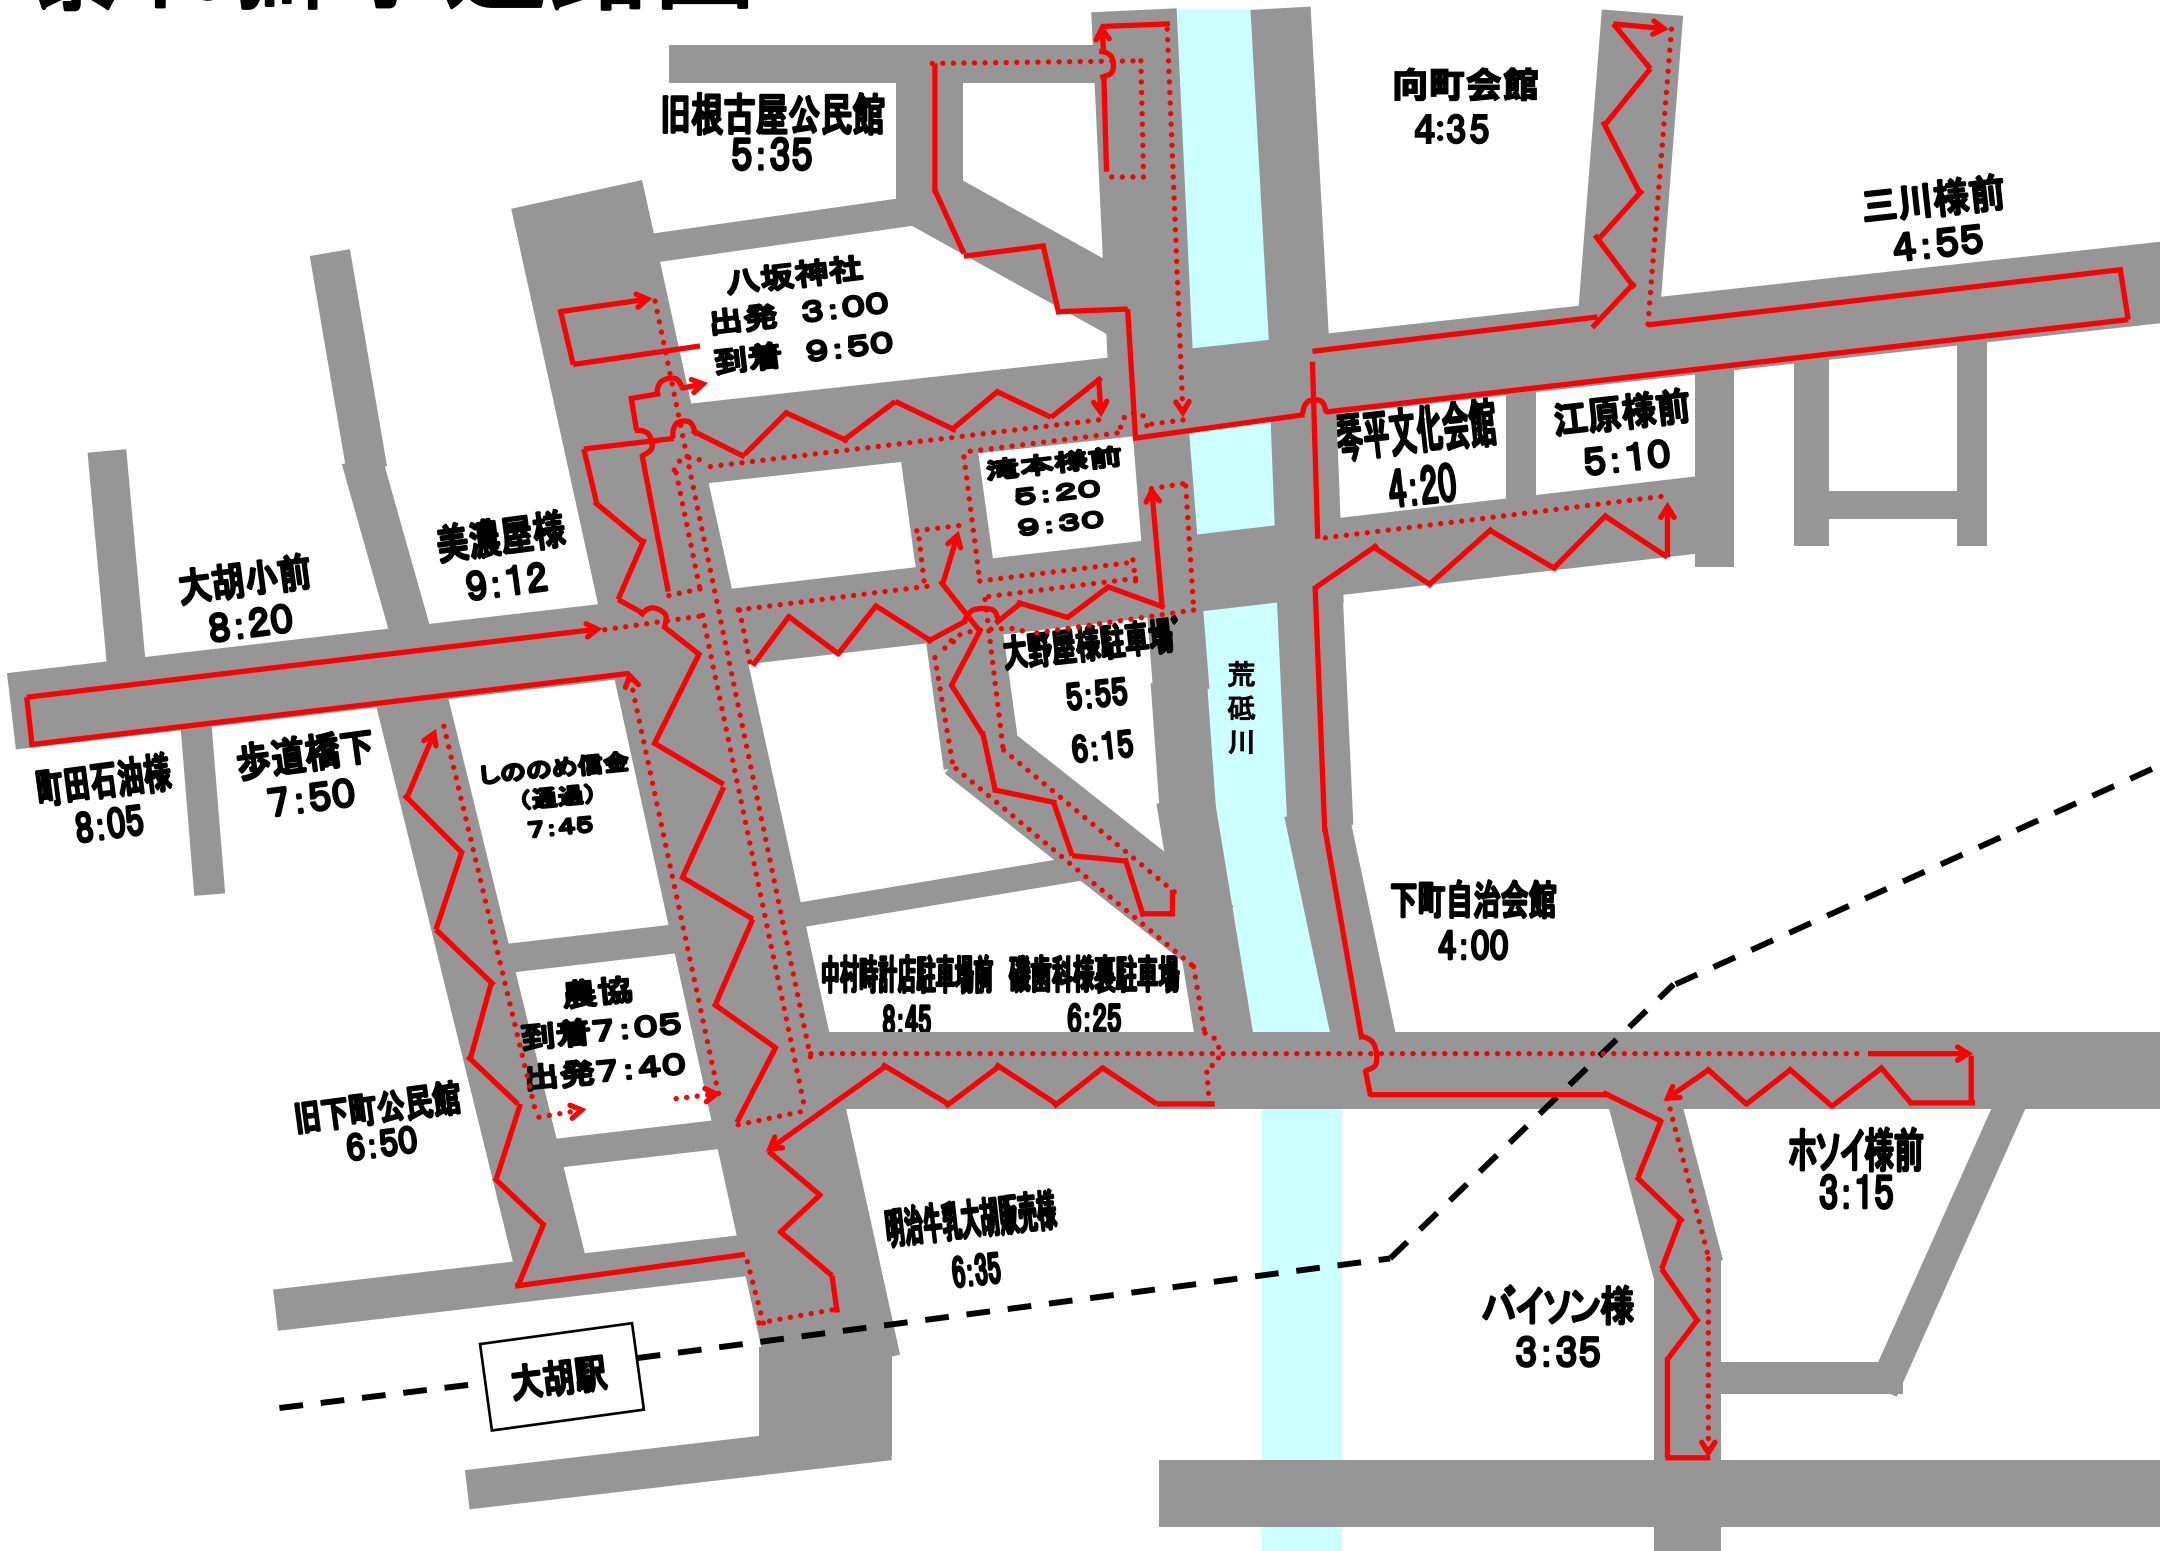 向町会館
4:35
旧根古屋公民館
5:35
三川様前
4:55
八坂神社
出発 3:00
到着 9:50
琴平文化会館
4:20
江原様前
5:10
滝本様前
5:20
9:30
美濃屋様
9:12
大胡小前
8:20
大野屋様駐車場
5:55
6:15
荒砥川
町田石油様
8:05
歩道橋下
7:50
しののめ信金
（通過）
7:45
下町自治会館
4:00
中村時計店駐車場前
8:45
磯歯科様裏駐車場
6:25
農協
到着7:05
出発7:40
旧下町公民館
6:50
ホソイ様前
3:15
明治牛乳大胡販売様
6:35
バイソン様
3:35
大胡駅